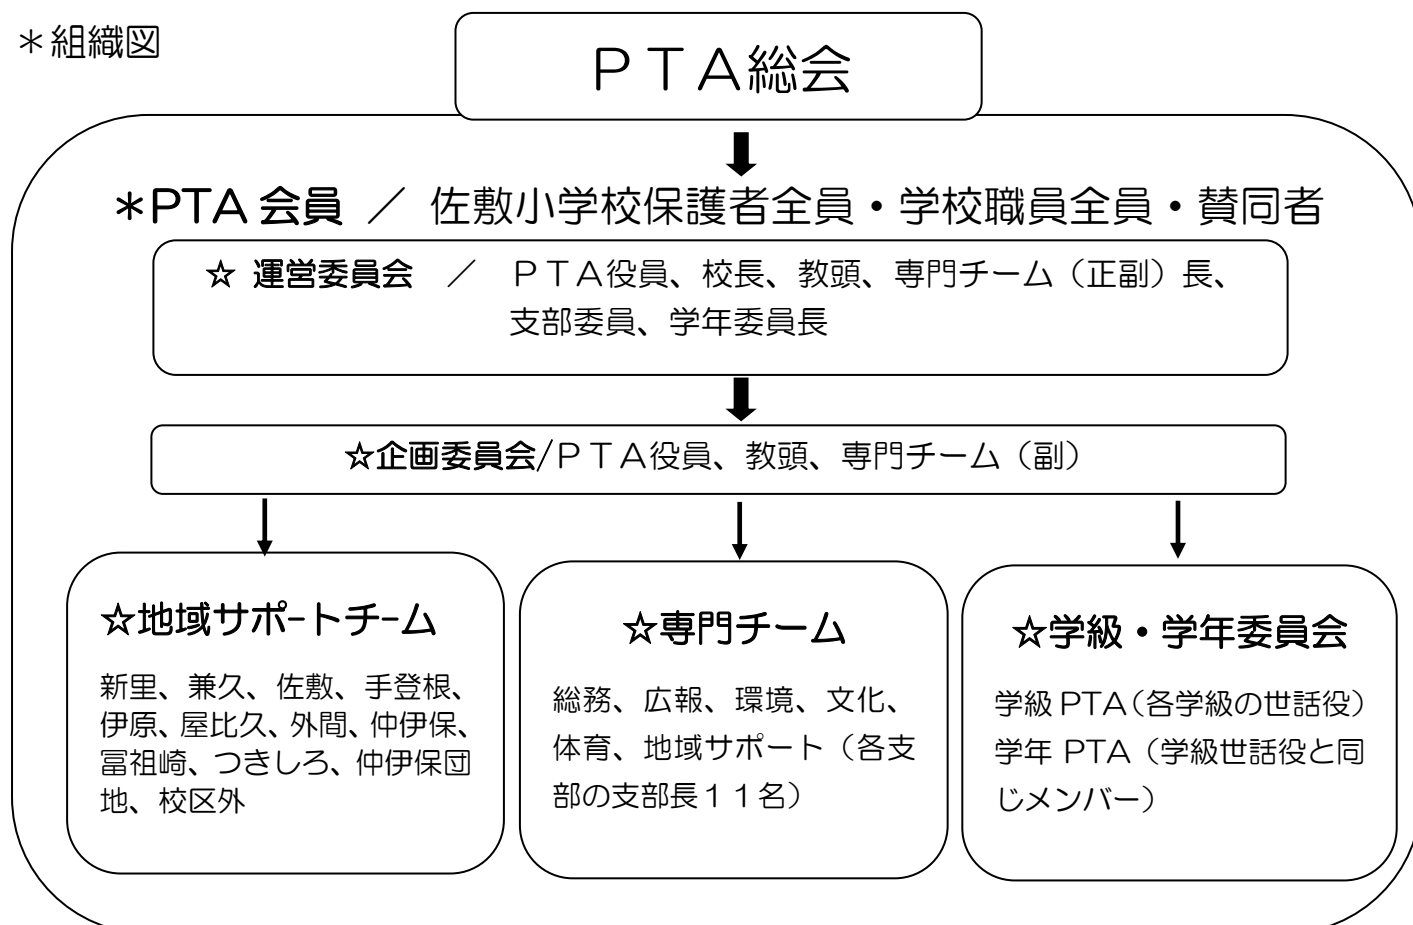 ＊組織図
ＰＴＡ総会
＊PTA 会員 ／ 佐敷小学校保護者全員・学校職員全員・賛同者
☆ 運営委員会 ／ ＰＴＡ役員、校長、教頭、専門チーム（正副）長、
支部委員、学年委員長
☆企画委員会/ＰＴＡ役員、教頭、専門チーム（副）
☆地域サポートチーム
新里、兼久、佐敷、手登根、
伊原、屋比久、外間、仲伊保、
冨祖崎、つきしろ、仲伊保団
地、校区外
☆専門チーム
総務、広報、環境、文化、
体育、地域サポート（各支
部の支部長１１名）
☆学級・学年委員会
学級 PTA（各学級の世話役）
学年 PTA（学級世話役と同
じメンバー）